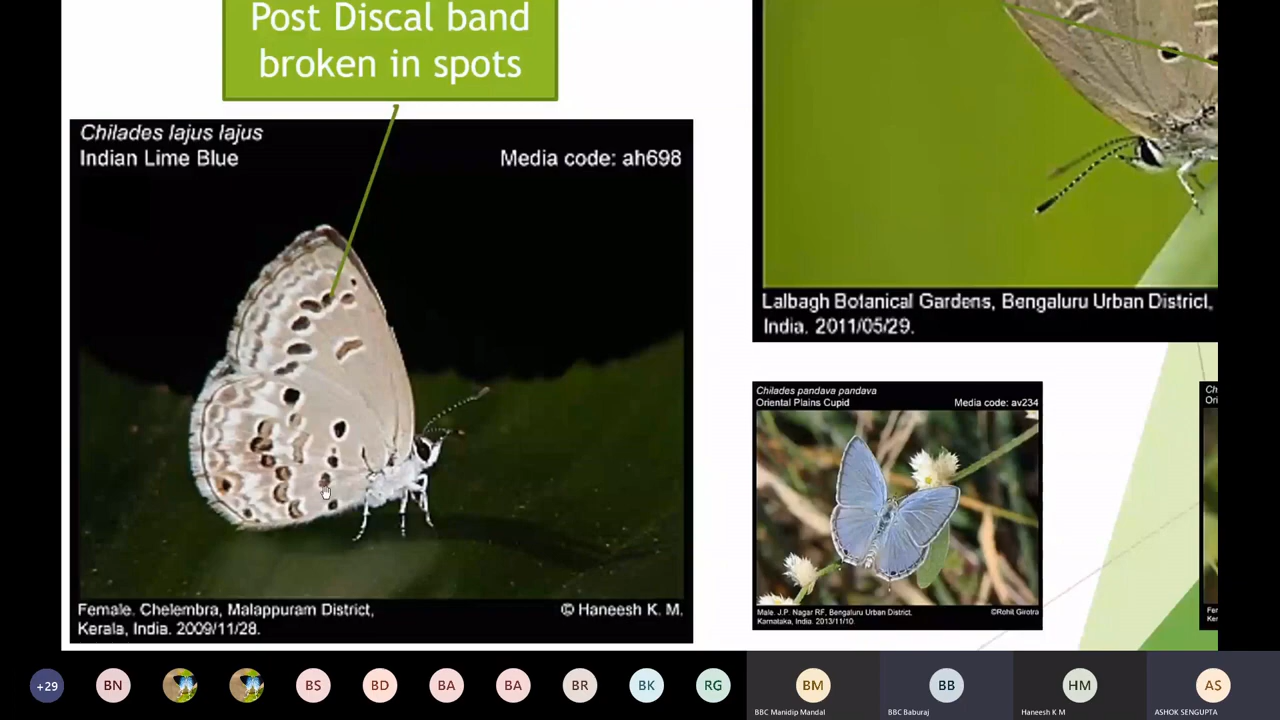 Post Discal band
broken in spots
Chilades lajus lajus
Indian Lime Blue
Media code: ah698
Female. Chelembra, Malappuram District,
Kerala, India. 2009/11/28.
© Haneesh K. M.
Lalbagh Botanical Gardens, Bengaluru Urban District,
India. 2011/05/29.
Chilades pandava pandava
Oriental Plains Cupid
Media code: av234
Male. J.P. Nagar RF, Bengaluru Urban District,
Karnataka, India. 2013/11/10.
©Rohit Girotra
Ch
Ori
Fer
Ker
+29
BN
BS
BD
BA
BA
BR
BK
RG
BM
BBC Manidip Mandal
BB
BBC Baburaj
HM
Haneesh K M
AS
ASHOK SENGUPTA